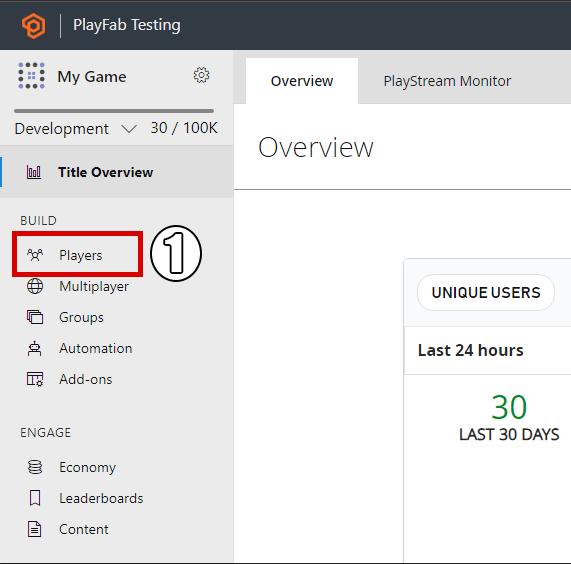 PlayFab Testing
My Game
Development 30 / 100K
Title Overview
BUILD
Players
1
Multiplayer
Groups
Automation
Add-ons
ENGAGE
Economy
Leaderboards
Content
Overview PlayStream Monitor
Overview
UNIQUE USERS
Last 24 hours
30
LAST 30 DAYS